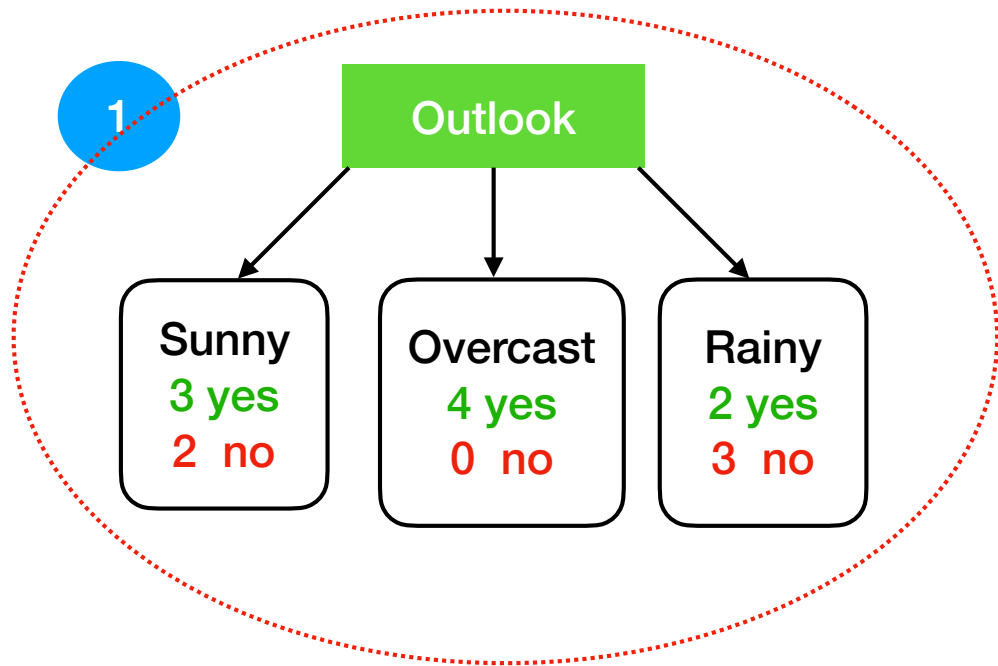 1
Outlook
Sunny
3 yes
2 no
Overcast
4 yes
0 no
Rainy
2 yes
3 no